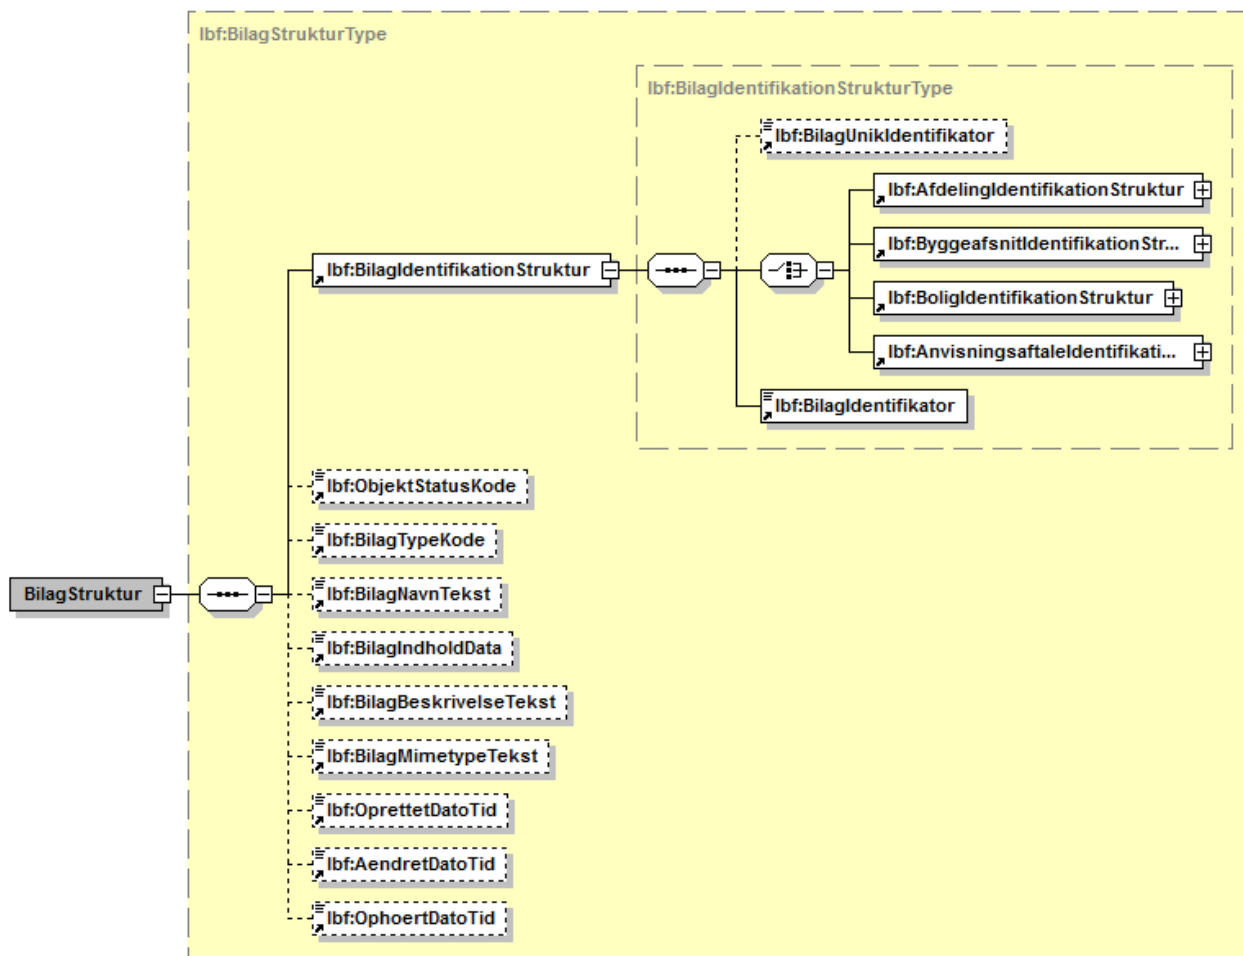 lbf:BilagStrukturType
lbf:BilagIdentifikationStrukturType
lbf:BilagUnikIdentifikator
lbf:AfdelingIdentifikationStruktur
lbf:ByggeafsnitIdentifikationStr...
lbf:BilagIdentifikationStruktur
lbf:BoligIdentifikationStruktur
lbf:AnvisningsaftaleIdentifikati...
lbf:BilagIdentifikator
lbf:ObjektStatusKode
lbf:BilagTypeKode
BilagStruktur
lbf:BilagNavnTekst
lbf:BilagIndholdData
lbf:BilagBeskrivelseTekst
lbf:BilagMimetypeTekst
lbf:OprettetDatoTid
lbf:AendretDatoTid
lbf:OphoertDatoTid